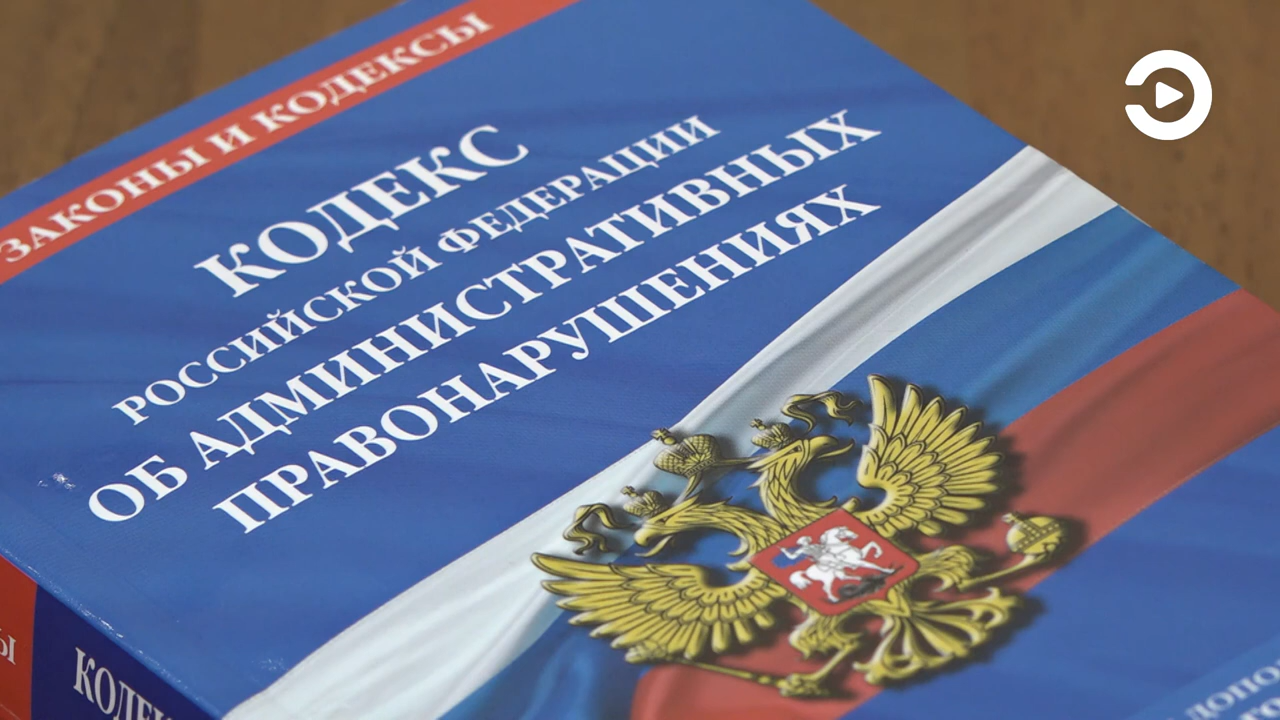 ЗАКОНЫ И КОДЕКСЫ
КОДЕКС
РОССИЙСКОЙ ФЕДЕРАЦИИ
ОБ АДМИНИСТРАТИВНЫХ
ПРАВОНАРУШЕНИЯХ